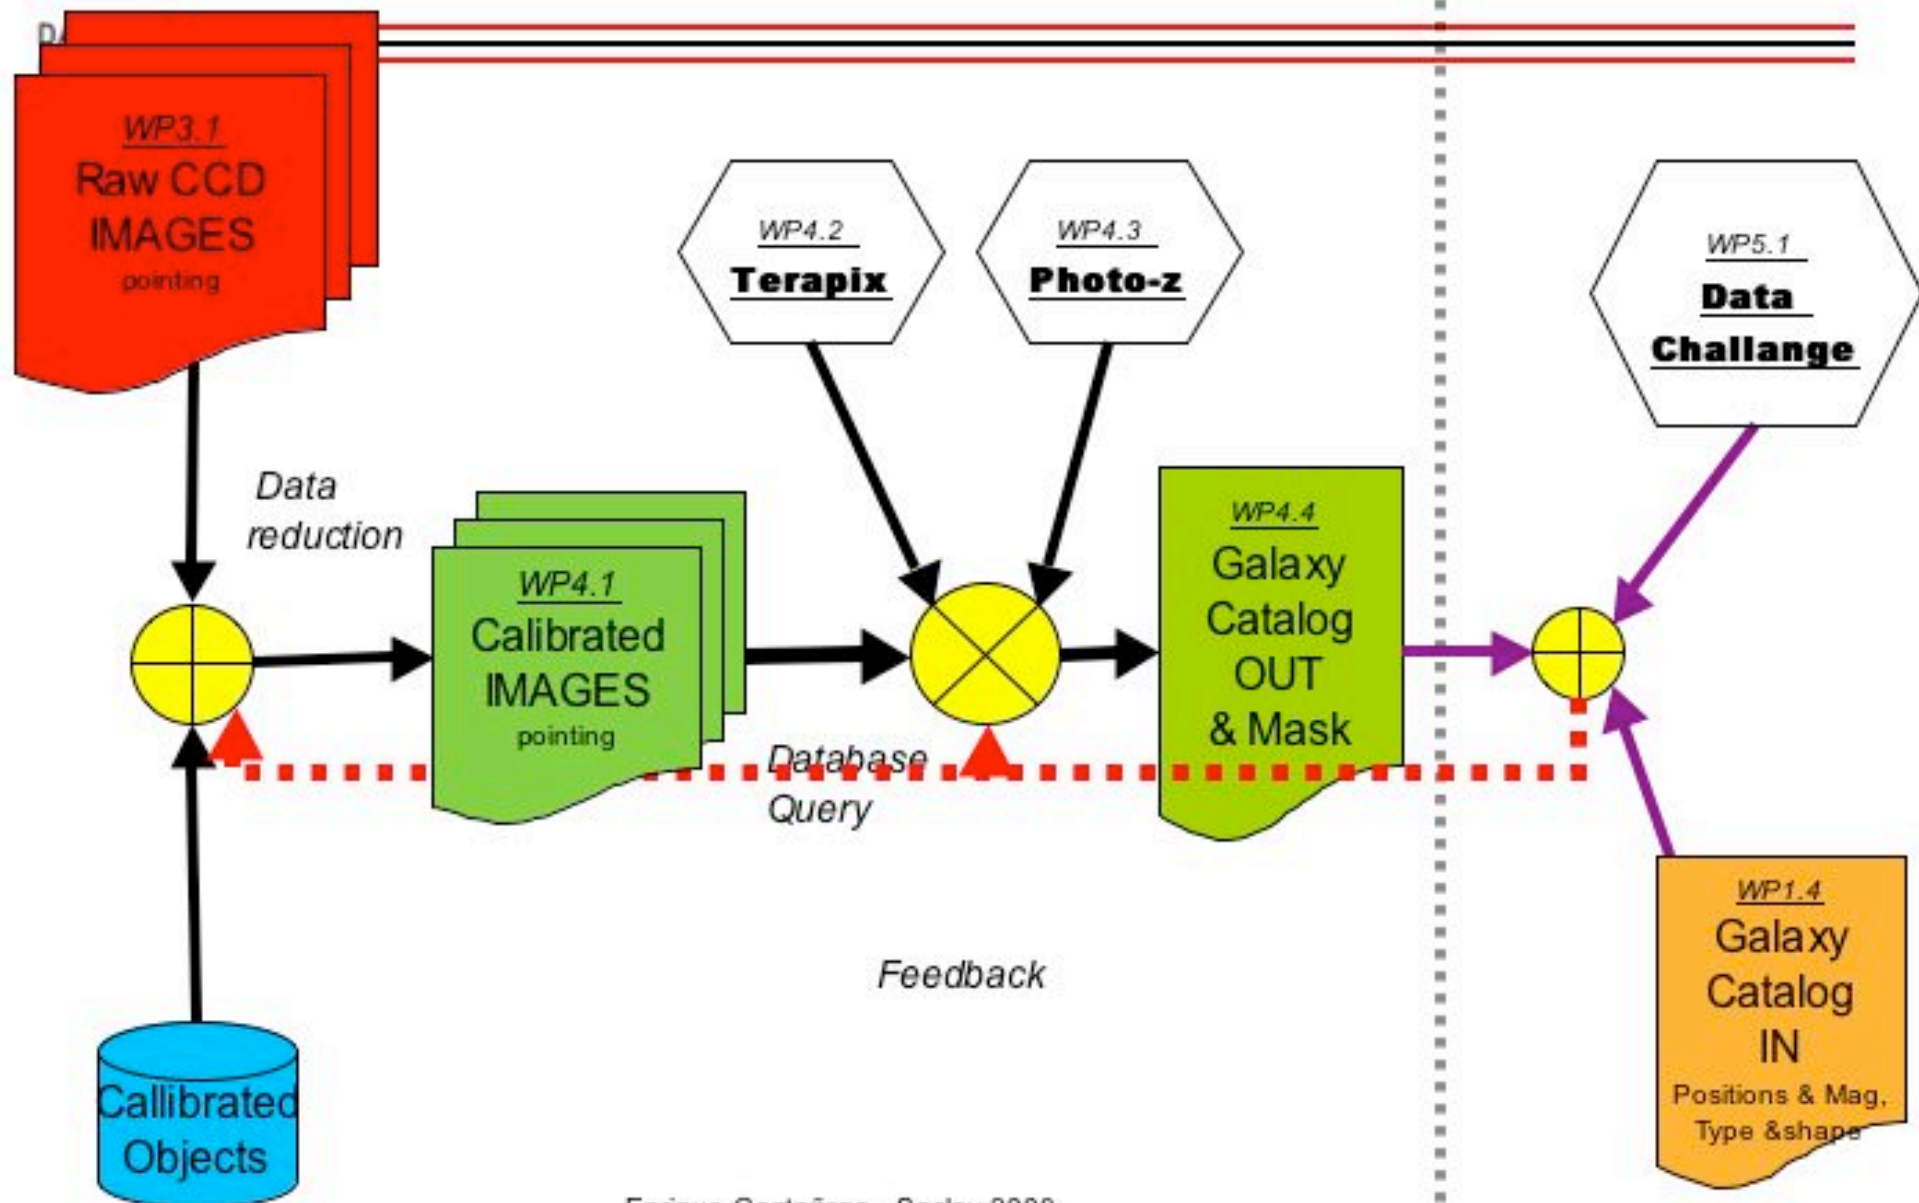 WP3.1
Raw CCD
IMAGES
pointing
WP4.2
Terapix
WP4.3
Photo-z
WP5.1
Data
Challange
Data
reduction
WP4.1
Calibrated
IMAGES
pointing
WP4.4
Galaxy
Catalog
OUT
& Mask
Database
Query
Feedback
WP1.4
Galaxy
Catalog
IN
Positions & Mag,
Type &shape
Callibrated
Objects